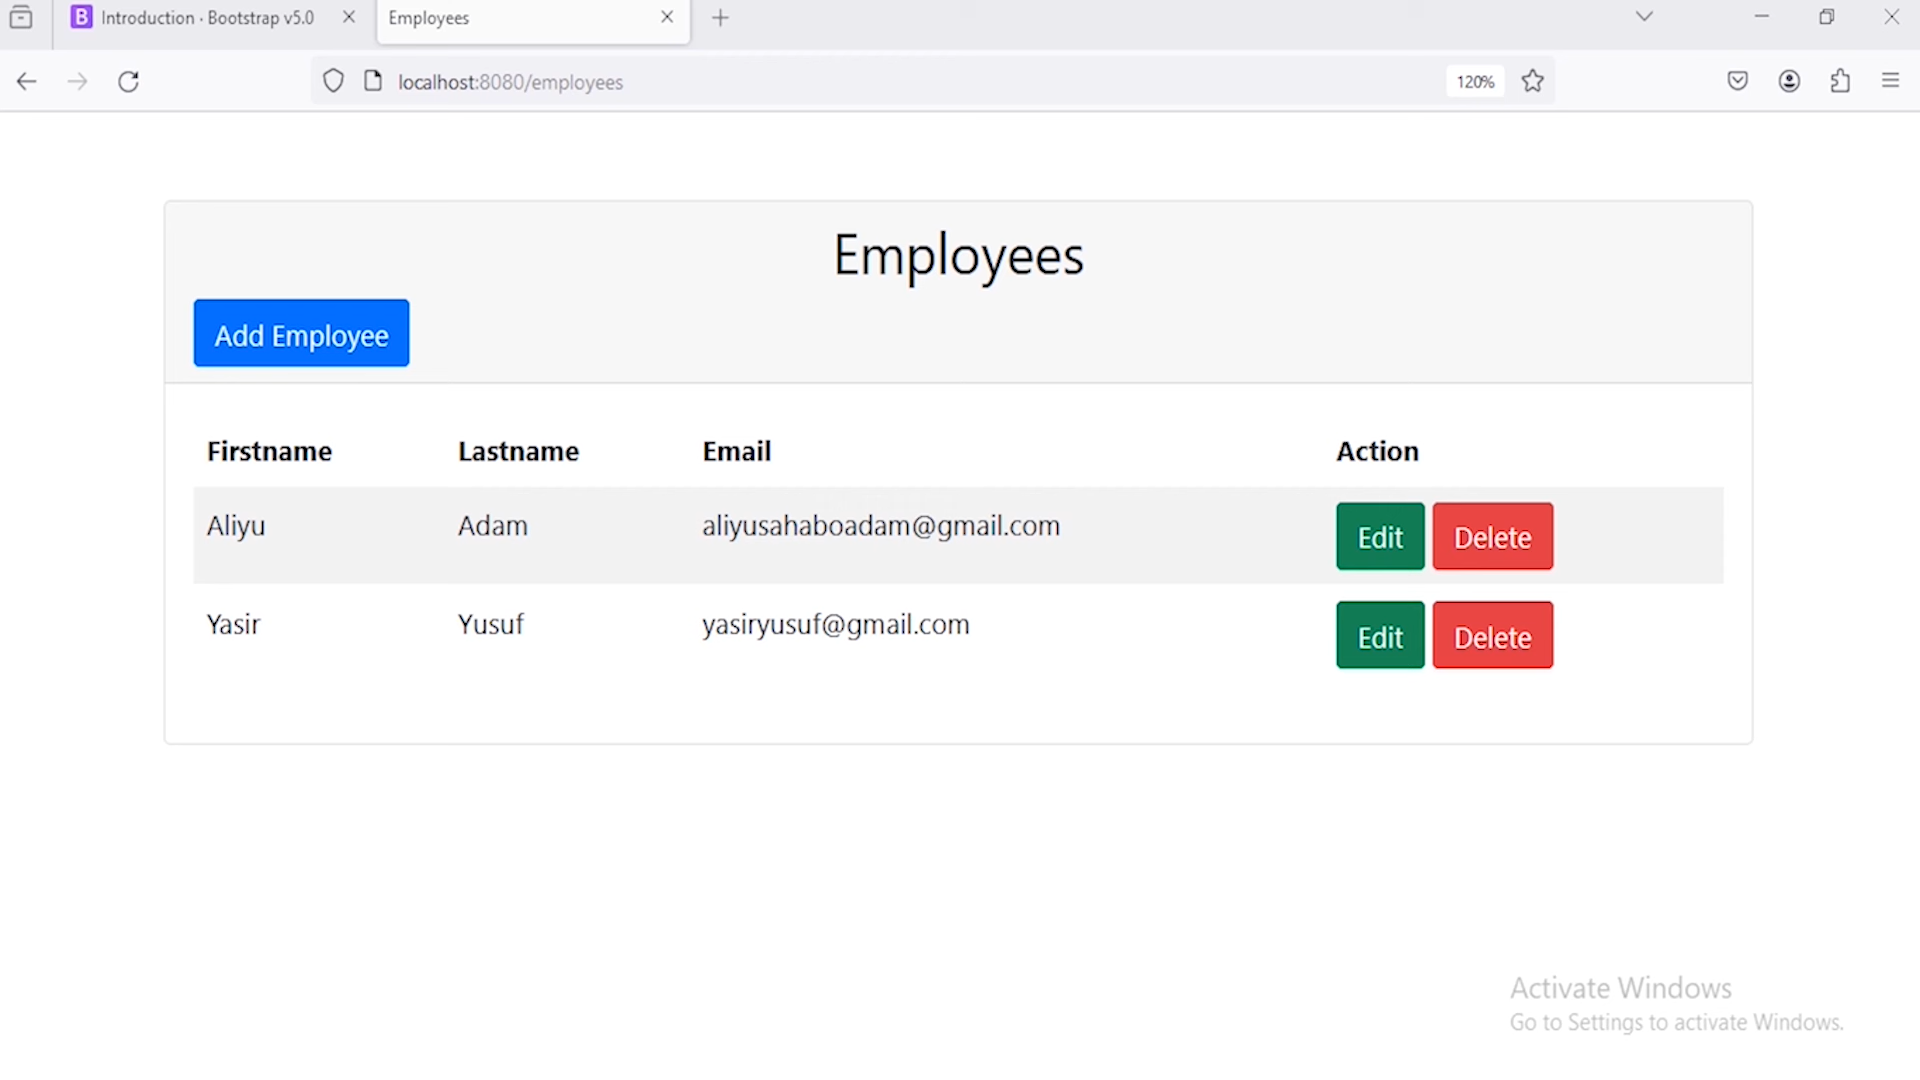 Introduction · Bootstrap v5.0
Employees
localhost:8080/employees
120%
Employees
Add Employee
Firstname Lastname Email Action
Aliyu Adam aliyusahaboadam@gmail.com Edit Delete
Yasir Yusuf yasiryusuf@gmail.com Edit Delete
Activate Windows
Go to Settings to activate Windows.